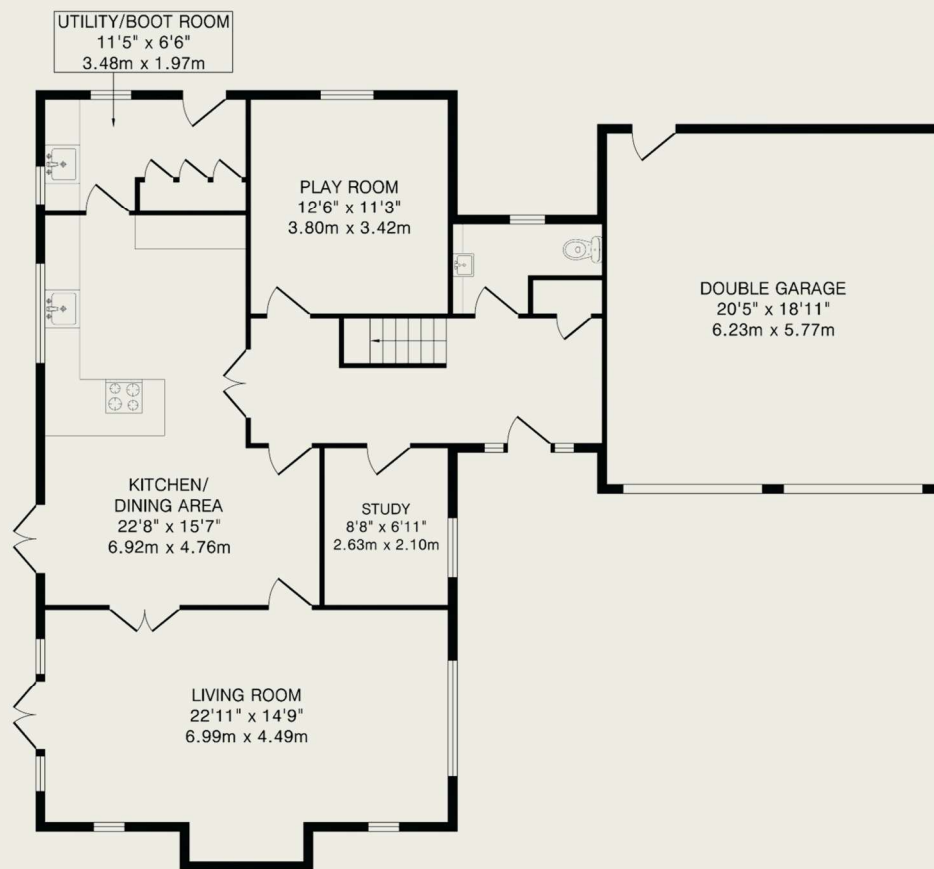 UTILITY/BOOT ROOM
11'5" x 6'6"
3.48m x 1.97m
PLAY ROOM
12'6" x 11'3"
3.80m x 3.42m
DOUBLE GARAGE
20'5" x 18'11"
6.23m x 5.77m
KITCHEN/
DINING AREA
22'8" x 15'7"
6.92m x 4.76m
STUDY
8'8" x 6'11"
2.63m x 2.10m
LIVING ROOM
22'11" x 14'9"
6.99m x 4.49m